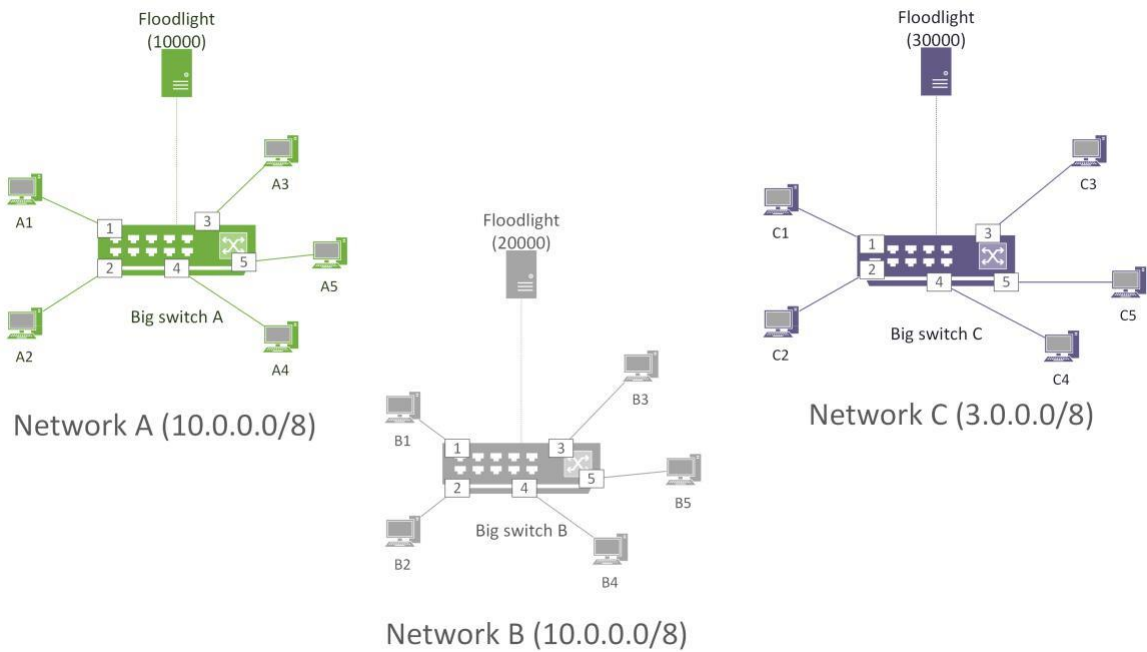 Floodlight
(10000)
A1
A3
1
3
2
4
5
A5
Big switch A
A2
A4
Network A (10.0.0.0/8)
Floodlight
(20000)
B1
B3
1
3
2
4
5
B5
Big switch B
B2
B4
Network B (10.0.0.0/8)
Floodlight
(30000)
C1
C3
1
3
2
4
5
C5
Big switch C
C2
C4
Network C (3.0.0.0/8)